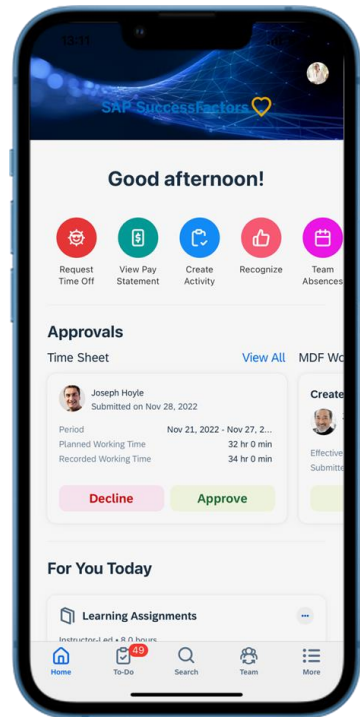 13:11
SAP SuccessFactors
Good afternoon!
Request Time Off
View Pay Statement
Create Activity
Recognize
Team Absences
Approvals
Time Sheet
View All
MDF Wo
Joseph Hoyle
Submitted on Nov 28, 2022
Period
Nov 21, 2022 - Nov 27, 2...
Planned Working Time
32 hr 0 min
Recorded Working Time
34 hr 0 min
Decline
Approve
Create
Effective
Submitte
For You Today
Learning Assignments
Instructor-Led • 8.0 hours
Home
To-Do
49
Search
Team
More